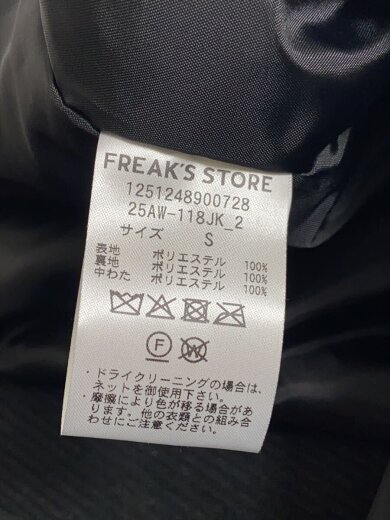 FREAK'S STORE
1251248900728
25AW-118JK_2
サイズ S
表地 ポリエステル 100%
裏地 ポリエステル 100%
中わた ポリエステル 100%
F W
・ドライクリーニングの場合は、
ネットを御使用下さい。
・摩擦により色が移る場合があり
ます。他の衣類との組み合
わせにご注意ください。